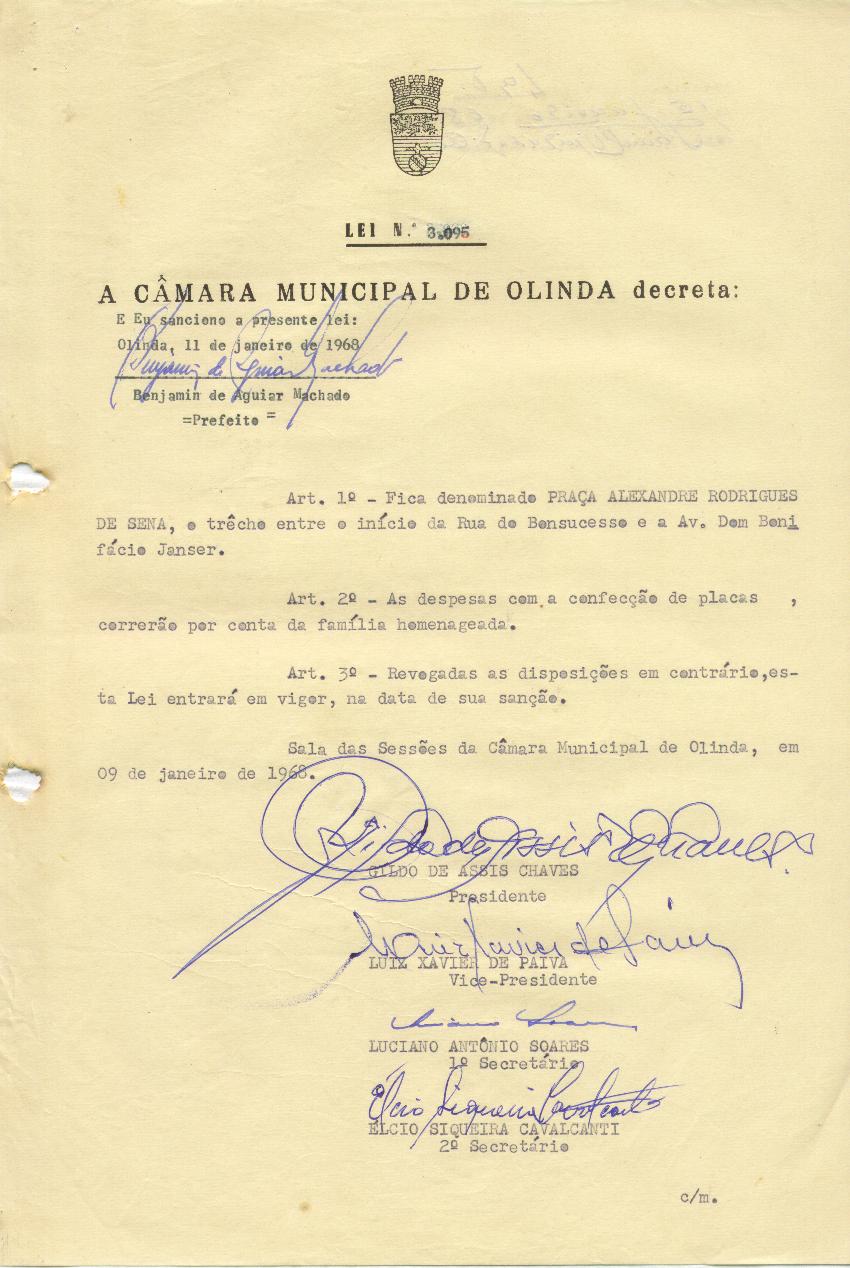 LEI N.º 3.095
A CÂMARA MUNICIPAL DE OLINDA decreta:
E Eu sanciono a presente lei:
Olinda, 11 de janeiro de 1968
Benjamin de Aguiar Machado
Benjamin de Aguiar Machado
=Prefeito =
Art. 1º - Fica denominado PRAÇA ALEXANDRE RODRIGUES
DE SENA, o trêcho entre o início da Rua do Bonsucesso e a Av. Dom Boni
fácio Janser.
Art. 2º - As despesas com a confecção de placas ,
correrão por conta da família homenageada.
Art. 3º - Revogadas as disposições em contrário,es-
ta Lei entrará em vigor, na data de sua sanção.
Sala das Sessões da Câmara Municipal de Olinda, em
09 de janeiro de 1968.
Gildo de Assis Chaves
GILDO DE ASSIS CHAVES
Presidente
Luiz Xavier de Paiva
LUIZ XAVIER DE PAIVA
Vice-Presidente
Luciano Soares
LUCIANO ANTÔNIO SOARES
1º Secretário
Élcio Siqueira Cavalcanti
ÉLCIO SIQUEIRA CAVALCANTI
2º Secretário
c/m.